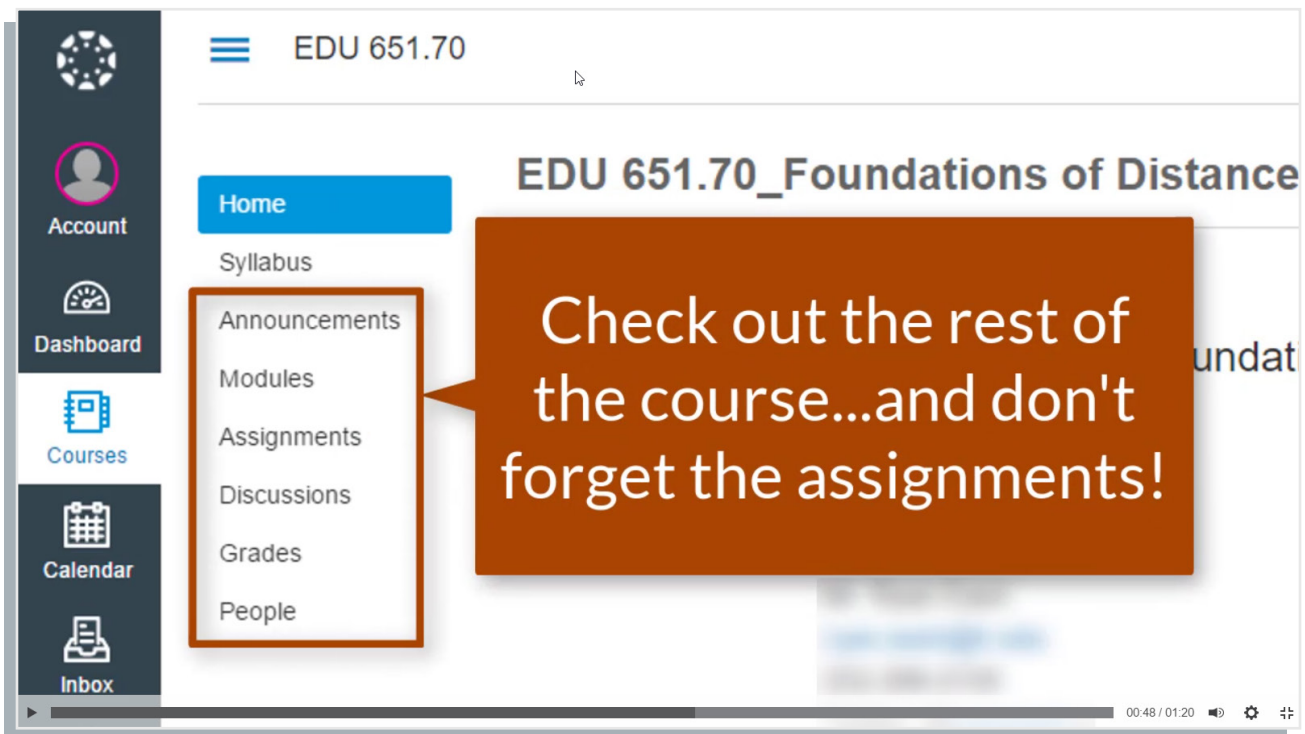 EDU 651.70
Account
Dashboard
Courses
Calendar
Inbox
Home
Syllabus
Announcements
Modules
Assignments
Discussions
Grades
People
EDU 651.70_Foundations of Distance
Check out the rest of
the course...and don't
forget the assignments!
undati
00:48 / 01:20